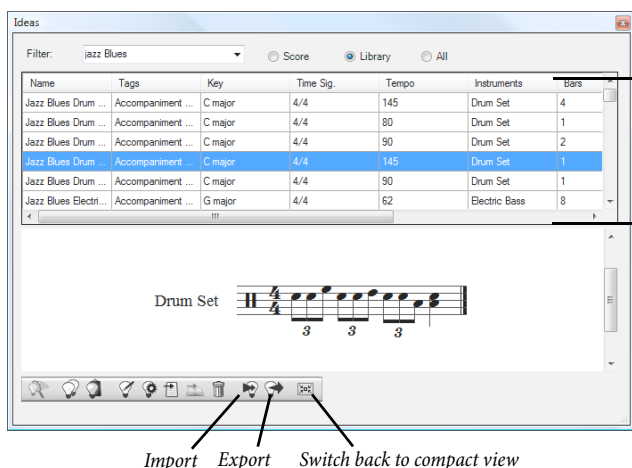 Ideas
Filter: jazz Blues Score Library All
Name Tags Key Time Sig. Tempo Instruments Bars
Jazz Blues Drum ... Accompaniment ... C major 4/4 145 Drum Set 4
Jazz Blues Drum ... Accompaniment ... C major 4/4 80 Drum Set 1
Jazz Blues Drum ... Accompaniment ... C major 4/4 90 Drum Set 2
Jazz Blues Drum ... Accompaniment ... C major 4/4 145 Drum Set 1
Jazz Blues Drum ... Accompaniment ... C major 4/4 90 Drum Set 1
Jazz Blues Electri... Accompaniment ... G major 4/4 62 Electric Bass 8
Drum Set 4 4
3 3 3
Import Export Switch back to compact view